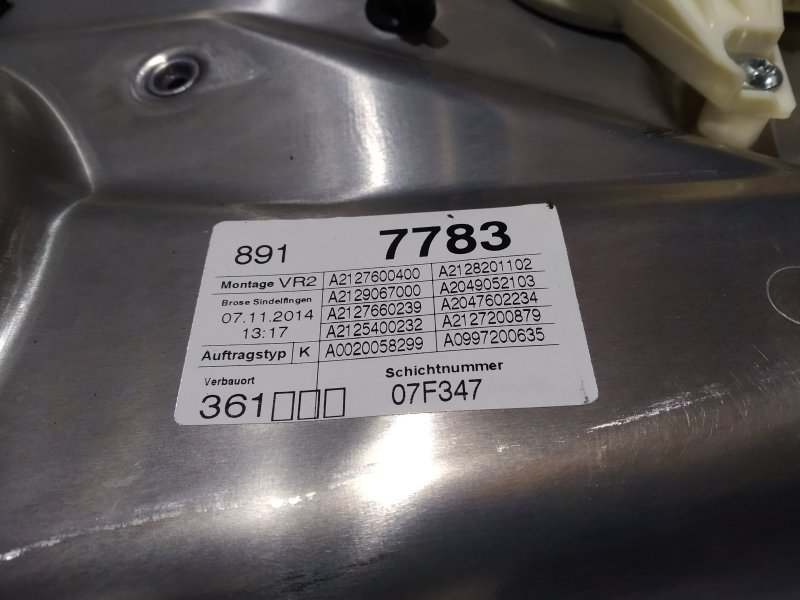 891 7783
Montage VR2 A2127600400 A2128201102
Brose Sindelfingen A2129067000 A2049052103
07.11.2014 A2127660239 A2047602234
13:17 A2125400232 A2127200879
Auftragstyp K A0020058299 A0997200635
Verbauort Schichtnummer
361 07F347